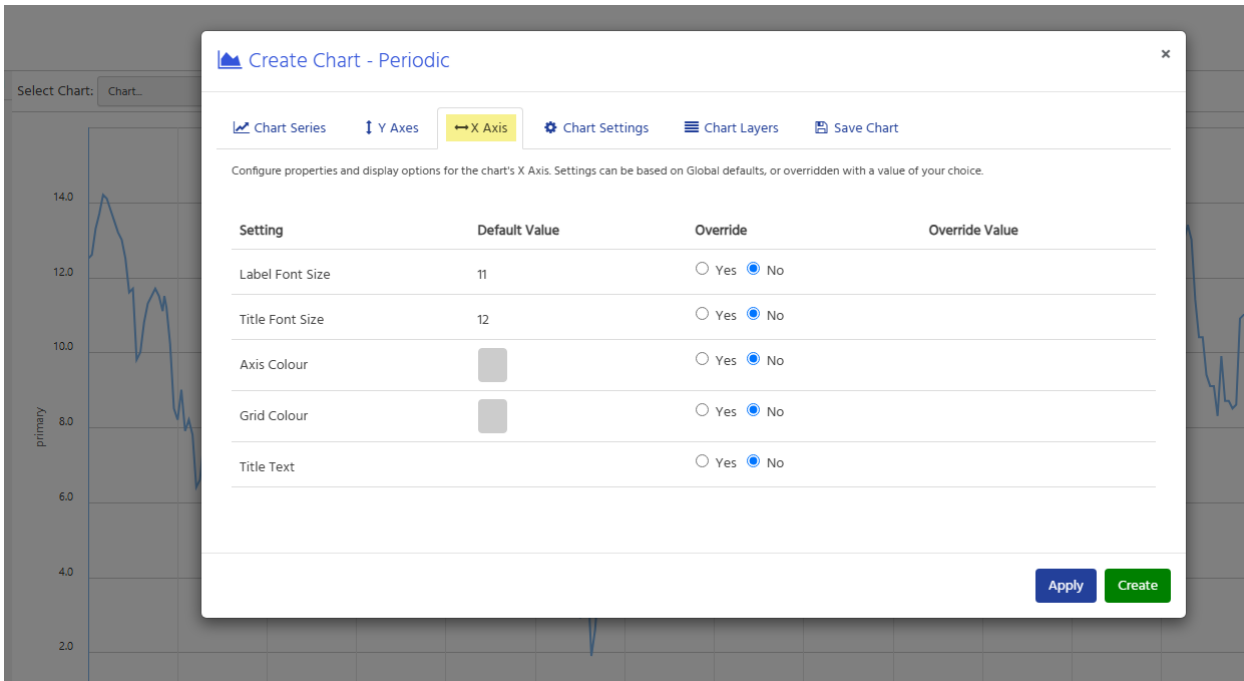 Create Chart - Periodic
×
Select Chart: Chart...
Chart Series Y Axes X Axis Chart Settings Chart Layers Save Chart
Configure properties and display options for the chart's X Axis. Settings can be based on Global defaults, or overridden with a value of your choice.
Setting Default Value Override Override Value
Label Font Size 11 Yes No
Title Font Size 12 Yes No
Axis Colour Yes No
Grid Colour Yes No
Title Text Yes No
Apply Create
14.0
12.0
10.0
8.0
6.0
4.0
2.0
primary